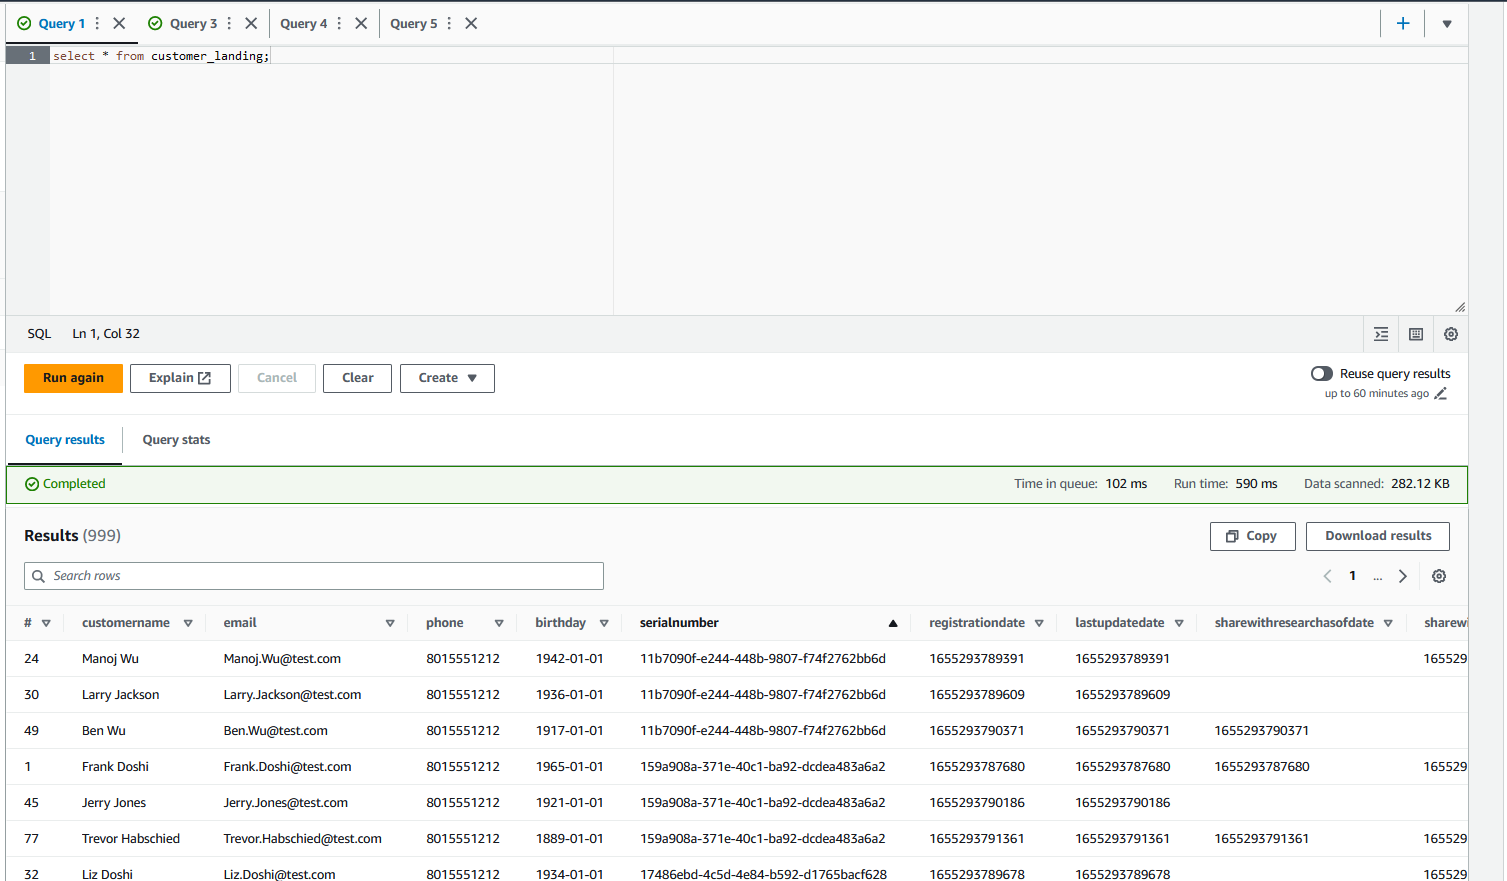 Query 1 Query 3 Query 4 Query 5
1 select * from customer_landing;
SQL Ln 1, Col 32
Run again Explain Cancel Clear Create Reuse query results
up to 60 minutes ago
Query results Query stats
Completed Time in queue: 102 ms Run time: 590 ms Data scanned: 282.12 KB
Results (999) Copy Download results
Search rows 1 ...
# customername email phone birthday serialnumber registrationdate lastupdatedate sharewithresearchasofdate sharewi
24 Manoj Wu Manoj.Wu@test.com 8015551212 1942-01-01 11b7090f-e244-448b-9807-f74f2762bb6d 1655293789391 1655293789391 165529
30 Larry Jackson Larry.Jackson@test.com 8015551212 1936-01-01 11b7090f-e244-448b-9807-f74f2762bb6d 1655293789609 1655293789609
49 Ben Wu Ben.Wu@test.com 8015551212 1917-01-01 11b7090f-e244-448b-9807-f74f2762bb6d 1655293790371 1655293790371 1655293790371
1 Frank Doshi Frank.Doshi@test.com 8015551212 1965-01-01 159a908a-371e-40c1-ba92-dcdea483a6a2 1655293787680 1655293787680 1655293787680 165529
45 Jerry Jones Jerry.Jones@test.com 8015551212 1921-01-01 159a908a-371e-40c1-ba92-dcdea483a6a2 1655293790186 1655293790186
77 Trevor Habschied Trevor.Habschied@test.com 8015551212 1889-01-01 159a908a-371e-40c1-ba92-dcdea483a6a2 1655293791361 1655293791361 1655293791361 165529
32 Liz Doshi Liz.Doshi@test.com 8015551212 1934-01-01 17486ebd-4c5d-4e84-b592-d1765bacf628 1655293789678 1655293789678 165529